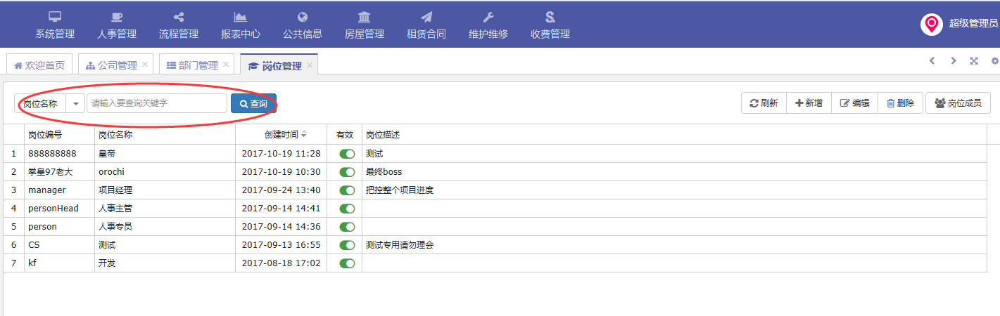 系统管理 人事管理 流程管理 报表中心 公共信息 房屋管理 租赁合同 维护维修 收费管理 超级管理员
欢迎首页 公司管理 部门管理 岗位管理
岗位名称 请输入要查询关键字 查询 刷新 新增 编辑 删除 岗位成员
岗位编号 岗位名称 创建时间 有效 岗位描述
1 888888888 皇帝 2017-10-19 11:28 测试
2 拳皇97老大 orochi 2017-10-19 10:30 最终boss
3 manager 项目经理 2017-09-24 13:40 把控整个项目进度
4 personHead 人事主管 2017-09-14 14:41
5 person 人事专员 2017-09-14 14:36
6 CS 测试 2017-09-13 16:55 测试专用请勿理会
7 kf 开发 2017-08-18 17:02